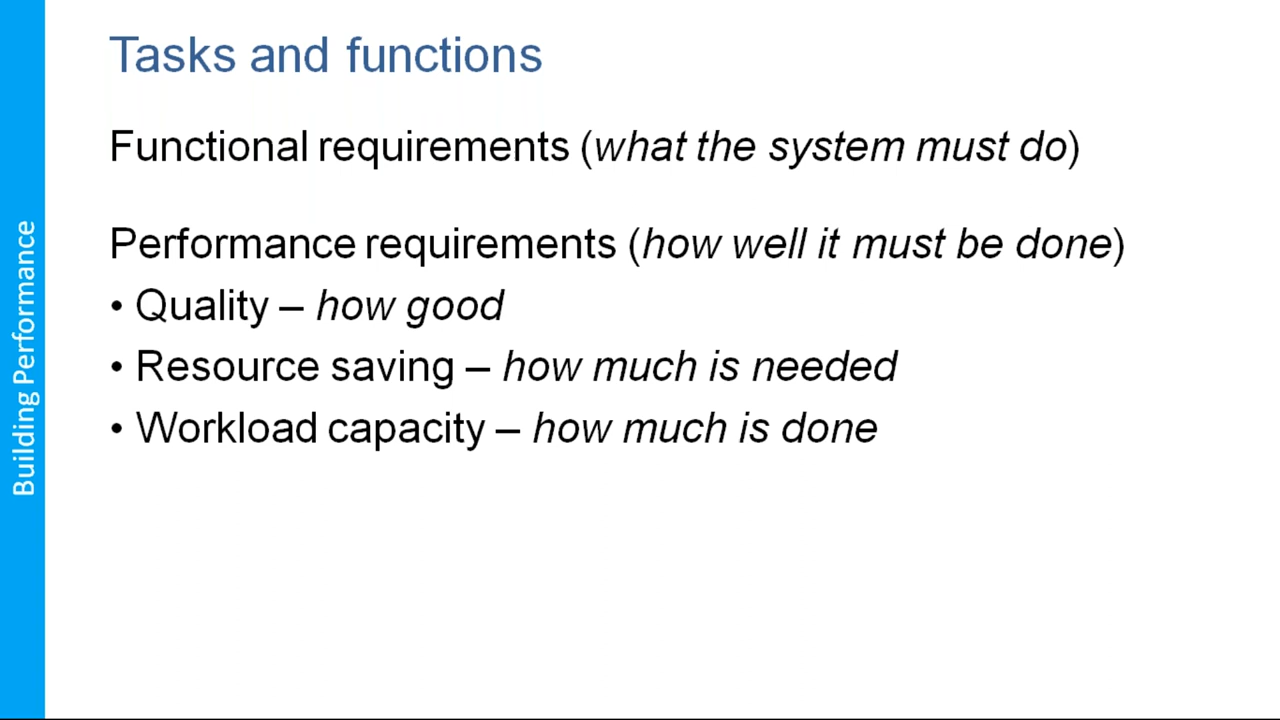 Tasks and functions
Functional requirements (what the system must do)
Performance requirements (how well it must be done)
• Quality – how good
• Resource saving – how much is needed
• Workload capacity – how much is done
Building Performance